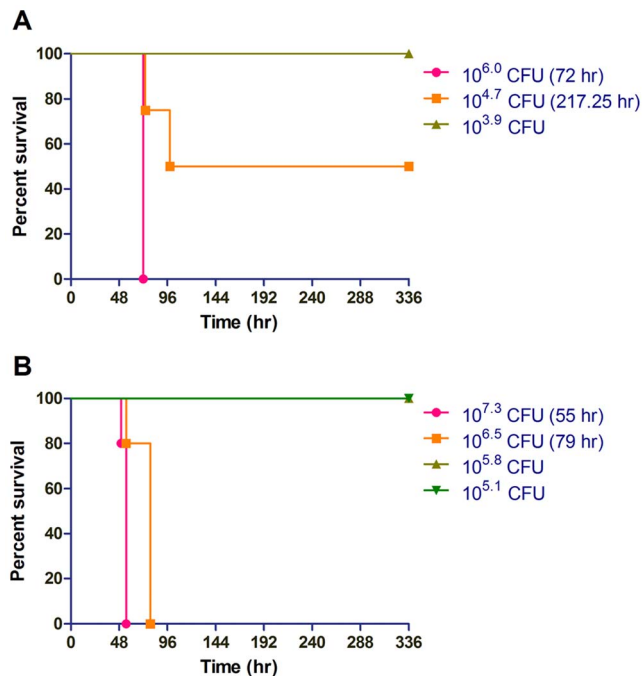 A
Percent survival
100
80
60
40
20
0
0 48 96 144 192 240 288 336
Time (hr)
10^6.0 CFU (72 hr)
10^4.7 CFU (217.25 hr)
10^3.9 CFU
B
Percent survival
100
80
60
40
20
0
0 48 96 144 192 240 288 336
Time (hr)
10^7.3 CFU (55 hr)
10^6.5 CFU (79 hr)
10^5.8 CFU
10^5.1 CFU